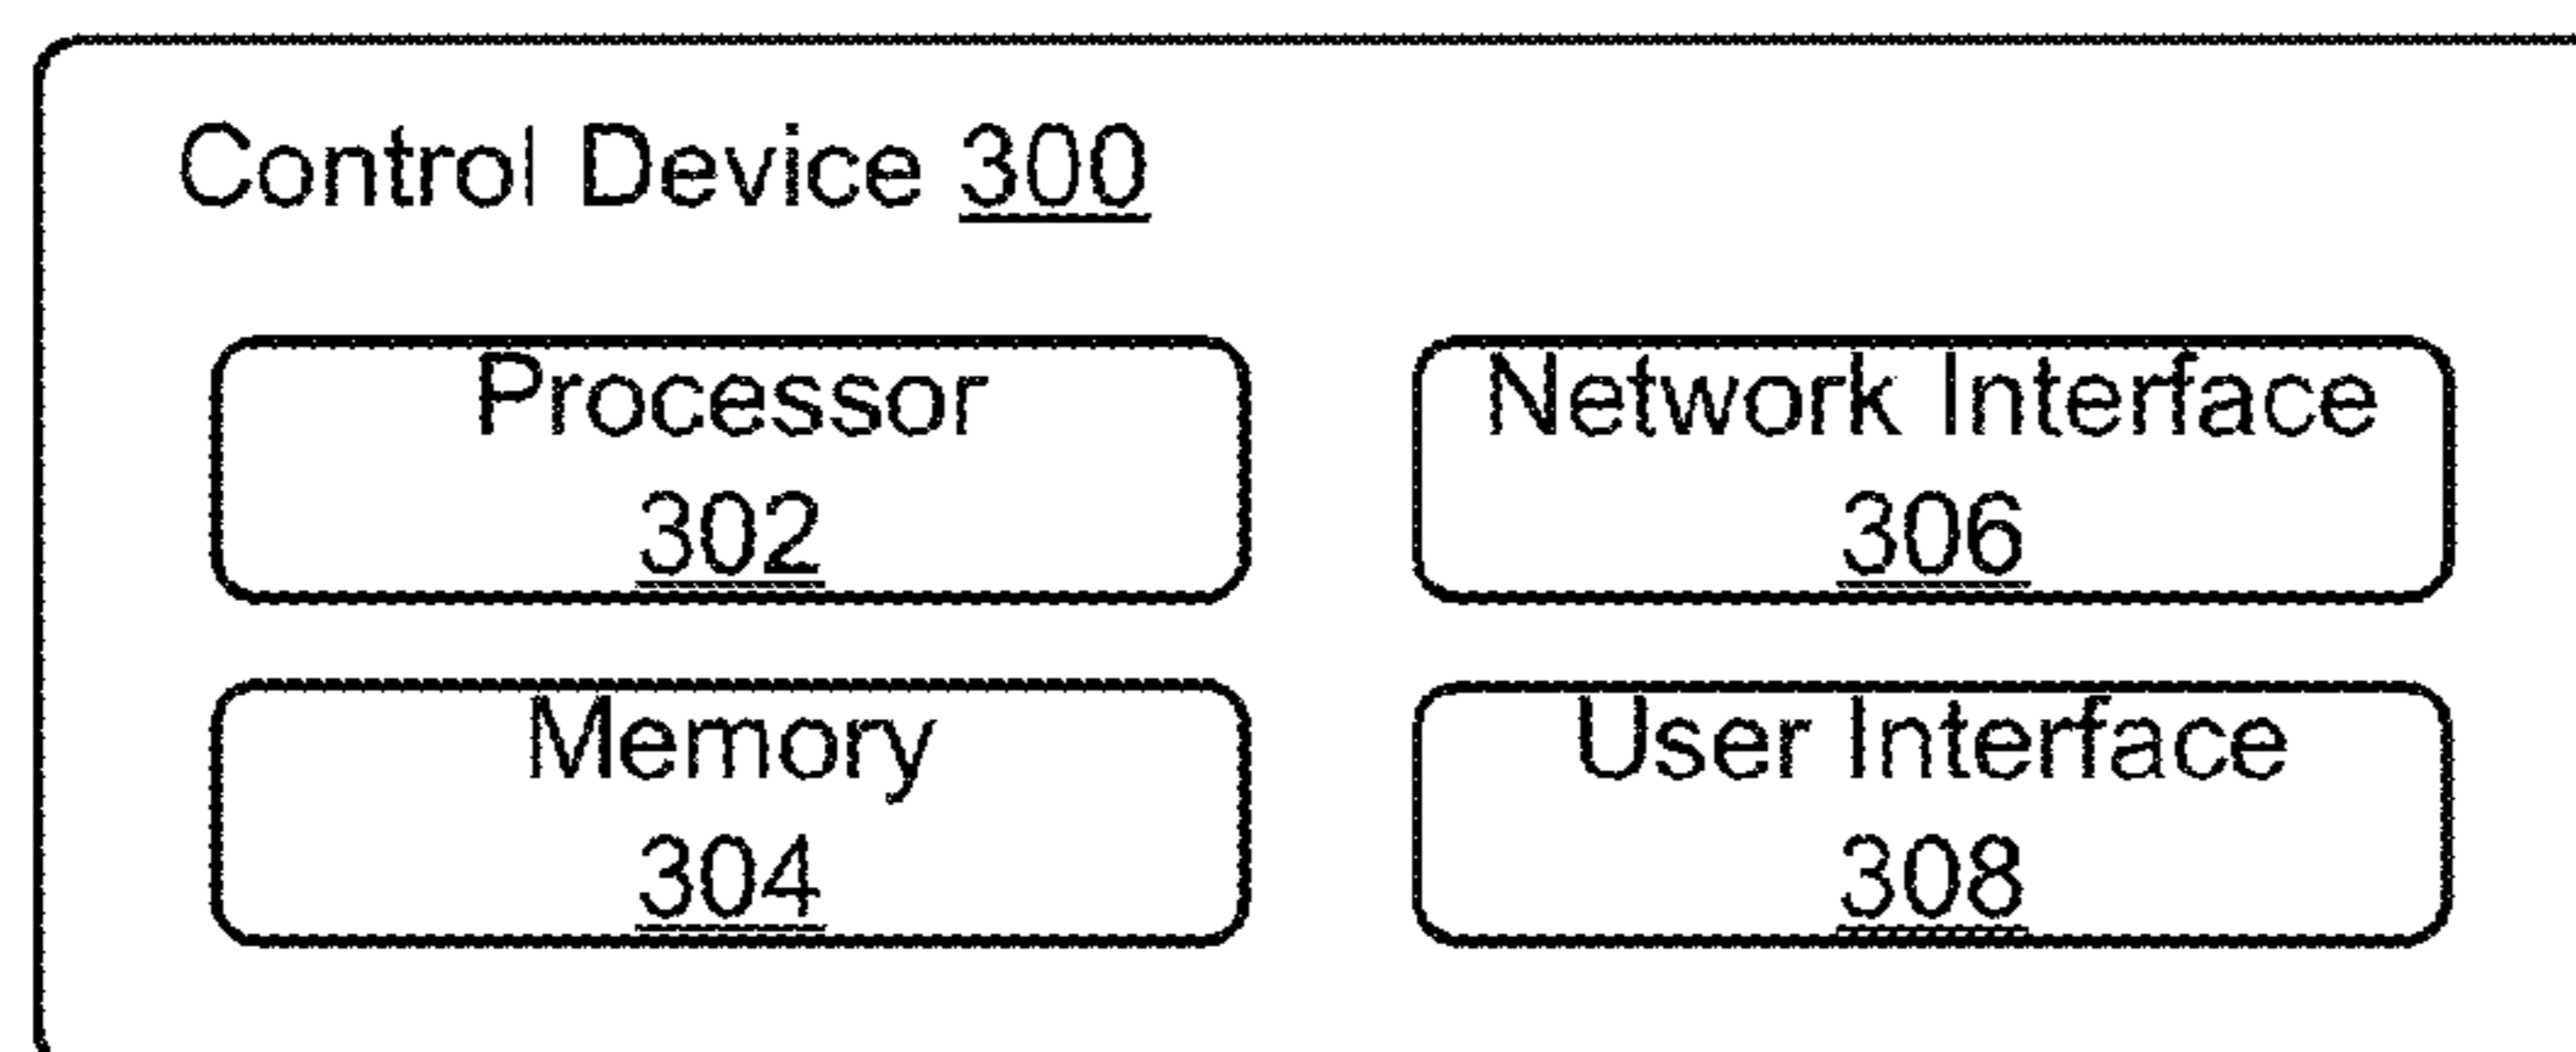 Control Device 300
Processor
302
Network Interface
306
Memory
304
User Interface
308